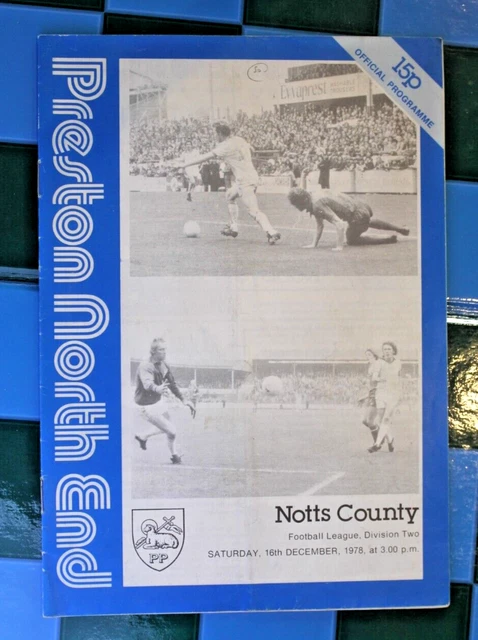 Preston North End
15p
OFFICIAL PROGRAMME
Evvaprest
Notts County
Football League, Division Two
SATURDAY, 16th DECEMBER, 1978, at 3.00 p.m.
PP